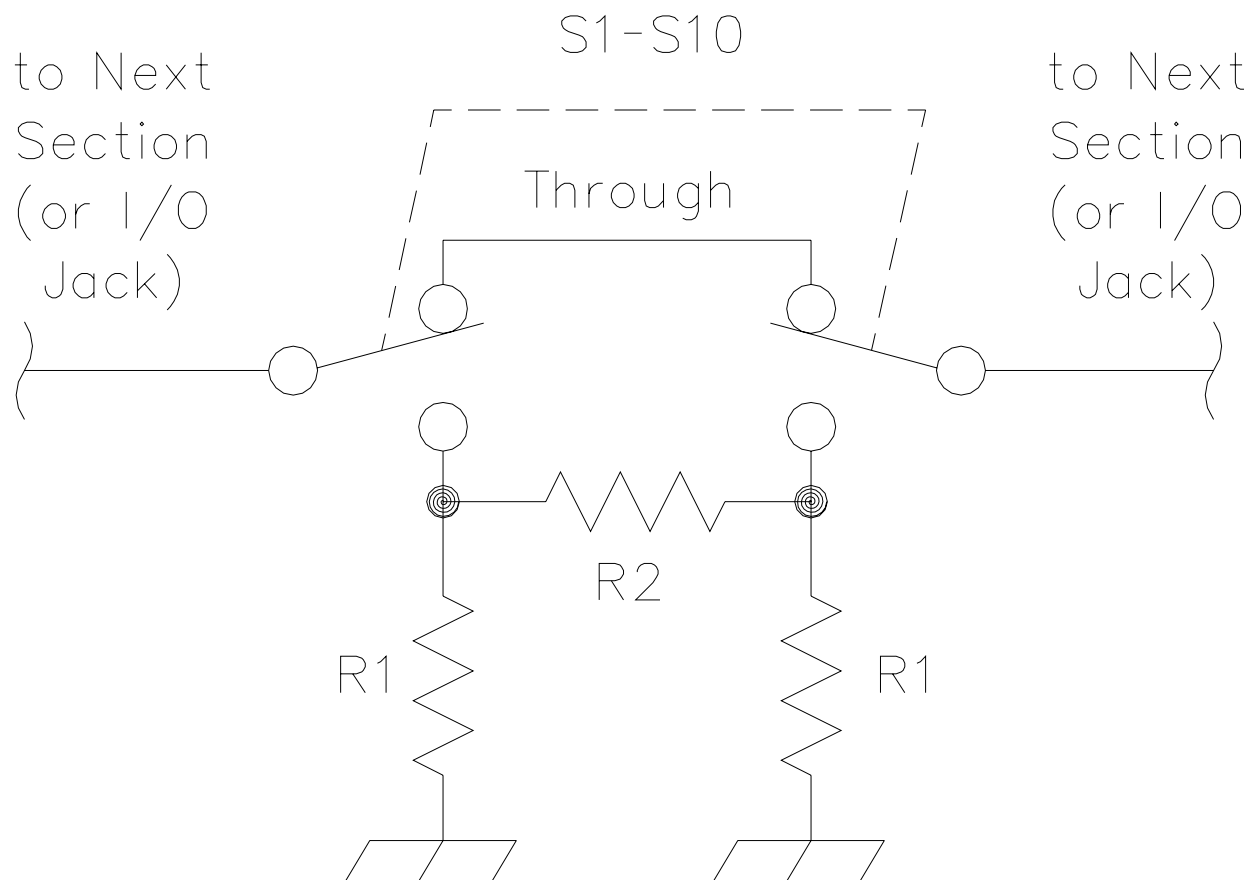 S1-S10
to Next
Section
(or I/O
Jack)
to Next
Section
(or I/O
Jack)
Through
R2
R1
R1